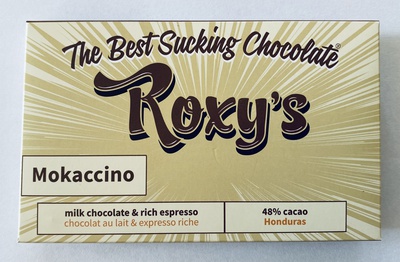 The Best Sucking Chocolate®
Roxy's
Mokaccino
milk chocolate & rich espresso
chocolat au lait & expresso riche
48% cacao
Honduras